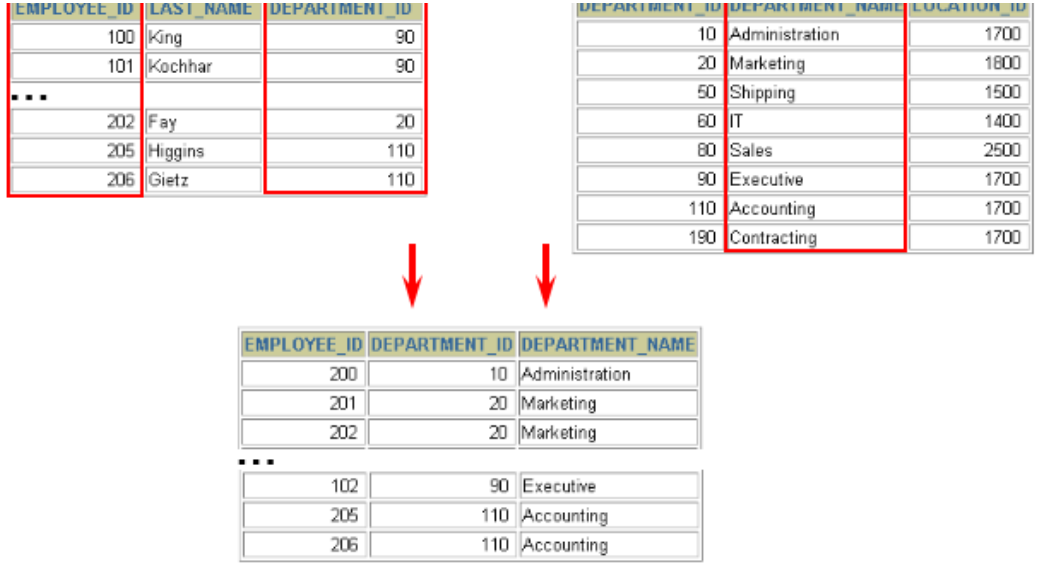 EMPLOYEE_ID LAST_NAME DEPARTMENT_ID
100 King 90
101 Kochhar 90
...
202 Fay 20
205 Higgins 110
206 Gietz 110
DEPARTMENT_ID DEPARTMENT_NAME LOCATION_ID
10 Administration 1700
20 Marketing 1800
50 Shipping 1500
60 IT 1400
80 Sales 2500
90 Executive 1700
110 Accounting 1700
190 Contracting 1700
EMPLOYEE_ID DEPARTMENT_ID DEPARTMENT_NAME
200 10 Administration
201 20 Marketing
202 20 Marketing
...
102 90 Executive
205 110 Accounting
206 110 Accounting